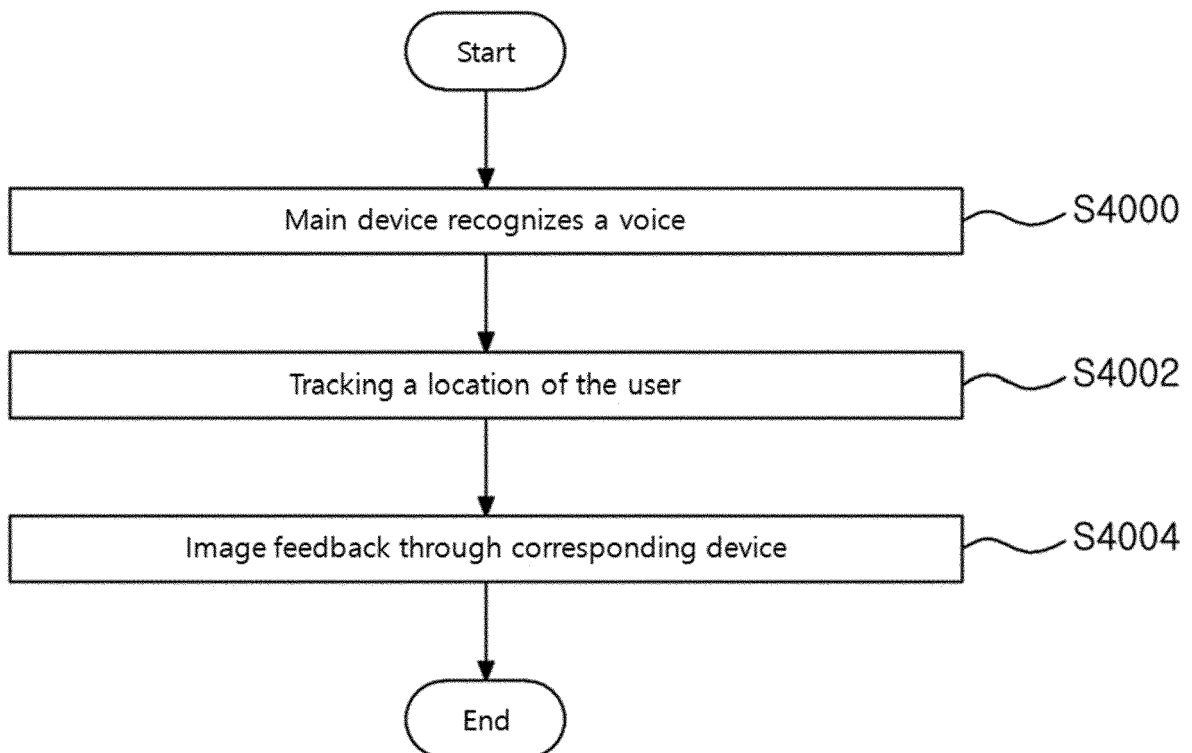 Start
Main device recognizes a voice
S4000
Tracking a location of the user
S4002
Image feedback through corresponding device
S4004
End